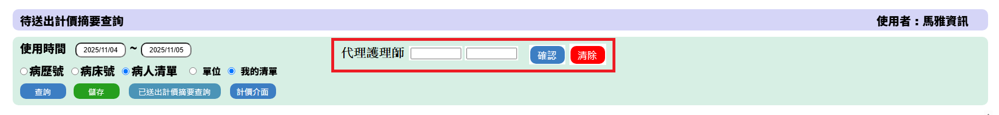 待送出計價摘要查詢 使用者：馬雅資訊
使用時間 2025/11/04 ~ 2025/11/05 代理護理師 確認 清除
病歷號 病床號 病人清單 單位 我的清單
查詢 儲存 已送出計價摘要查詢 計價介面